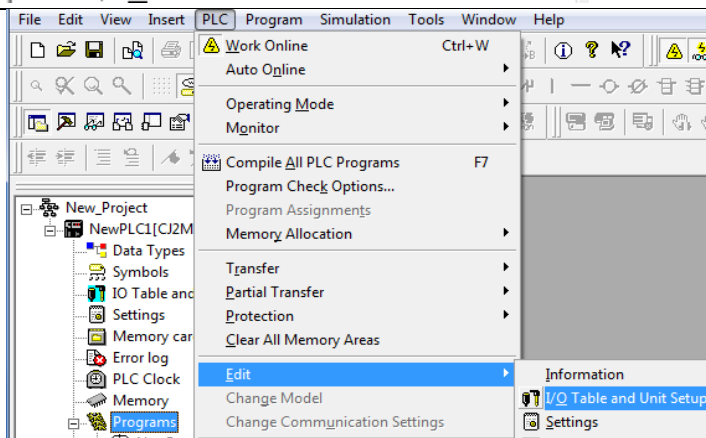 File Edit View Insert PLC Program Simulation Tools Window Help
Work Online Ctrl+W
Auto Online
Operating Mode
Monitor
Compile All PLC Programs F7
Program Check Options...
Program Assignments
Memory Allocation
Transfer
Partial Transfer
Protection
Clear All Memory Areas
Edit
Change Model
Change Communication Settings
Information
I/O Table and Unit Setup
Settings
New_Project
NewPLC1[CJ2M
Data Types
Symbols
IO Table and
Settings
Memory car
Error log
PLC Clock
Memory
Programs